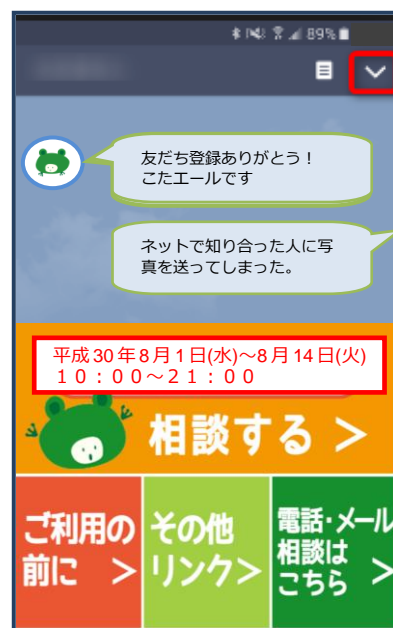 89%
友だち登録ありがとう！
こたエールです
ネットで知り合った人に写
真を送ってしまった。
平成30年8月1日(水)～8月14日(火)
１０：００～２１：００
相談する >
ご利用の
前に >
その他
リンク>
電話・メール
相談は
こちら >